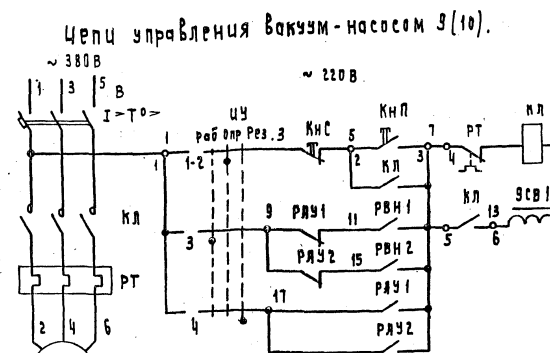 Цепи управления вакуум-насосом 9(10).
~ 380В
~ 220В
1 3 5 В
I > T°>
ИУ
Раб Опр Рез. 3
КнС
5
КнП
7
РТ
КЛ
1
1
1-2
2
3
4
КЛ
КЛ
9СВ1
КЛ
9
РАУ1
11
РВН1
13
3
5
6
РАУ2
15
РВН2
РТ
17
РАУ1
4
РАУ2
2 4 6